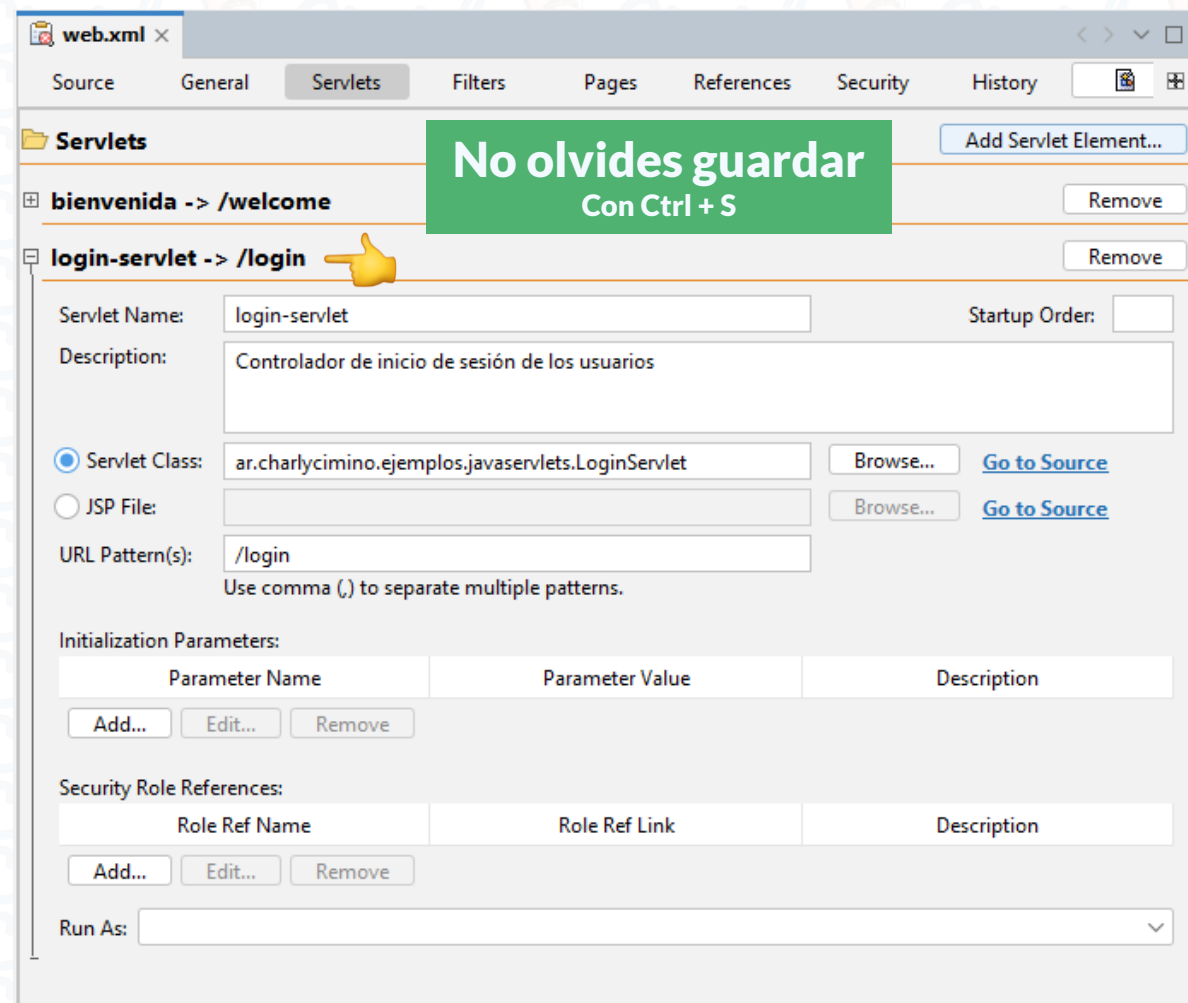 web.xml
Source General Servlets Filters Pages References Security History
Servlets
No olvides guardar
Con Ctrl + S
Add Servlet Element...
bienvenida -> /welcome
Remove
login-servlet -> /login
Remove
Servlet Name: login-servlet Startup Order:
Description: Controlador de inicio de sesión de los usuarios
Servlet Class: ar.charlycimino.ejemplos.javaservlets.LoginServlet Browse... Go to Source
JSP File: Browse... Go to Source
URL Pattern(s): /login
Use comma (,) to separate multiple patterns.
Initialization Parameters:
Parameter Name Parameter Value Description
Add... Edit... Remove
Security Role References:
Role Ref Name Role Ref Link Description
Add... Edit... Remove
Run As: